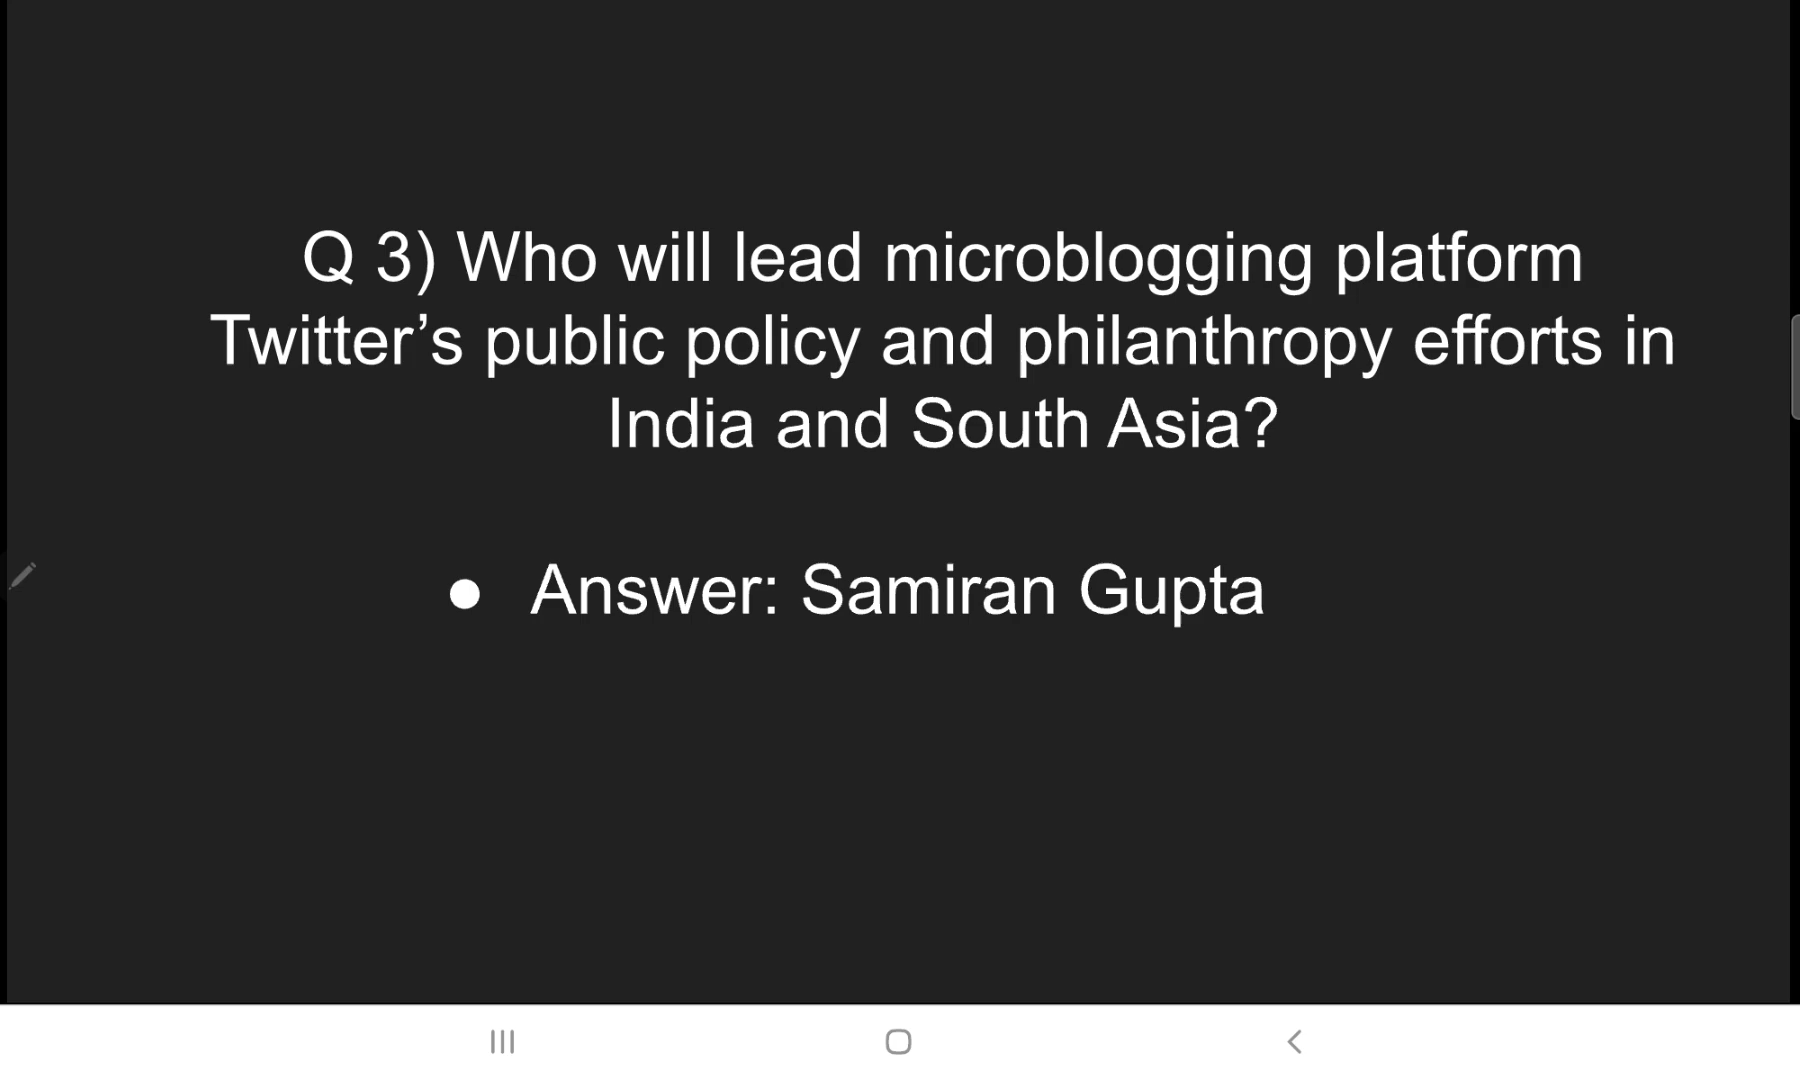 Q 3) Who will lead microblogging platform
Twitter’s public policy and philanthropy efforts in
India and South Asia?
● Answer: Samiran Gupta